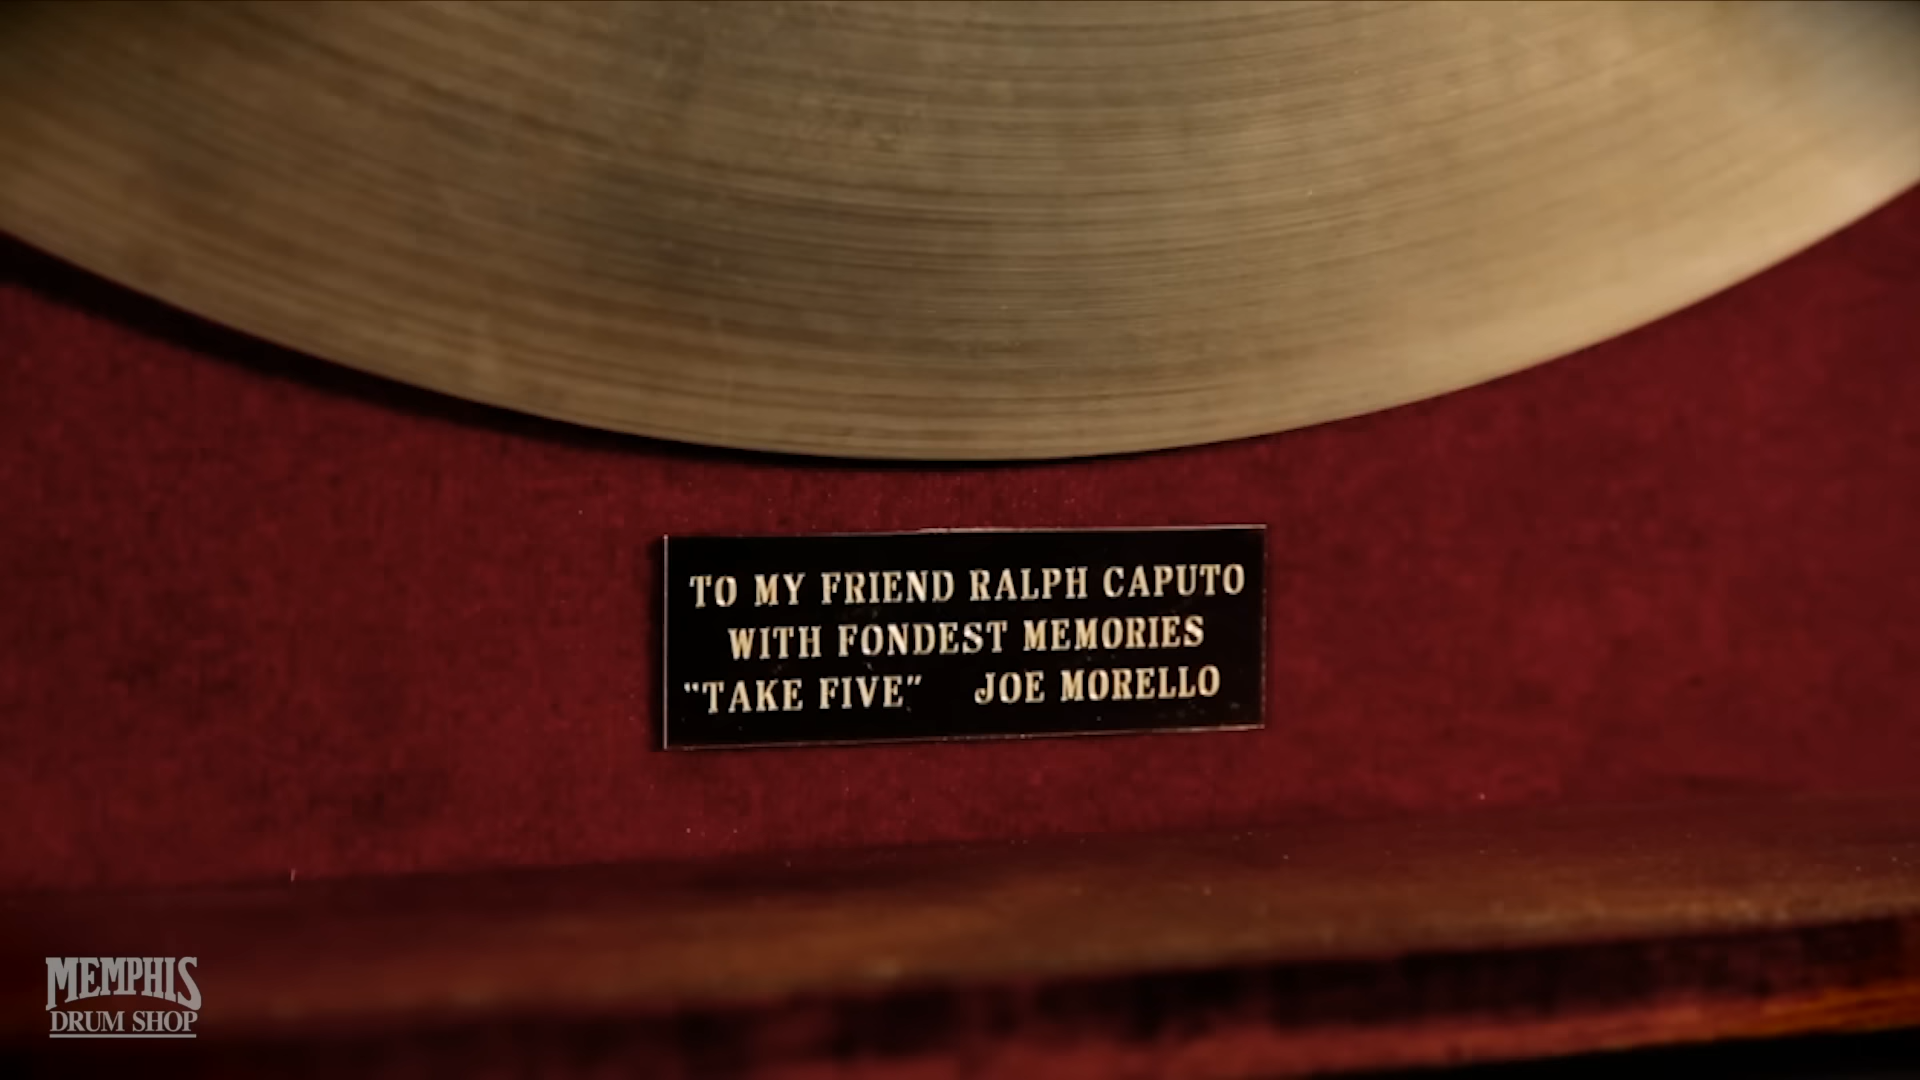 TO MY FRIEND RALPH CAPUTO
WITH FONDEST MEMORIES
"TAKE FIVE" JOE MORELLO
MEMPHIS
DRUM SHOP